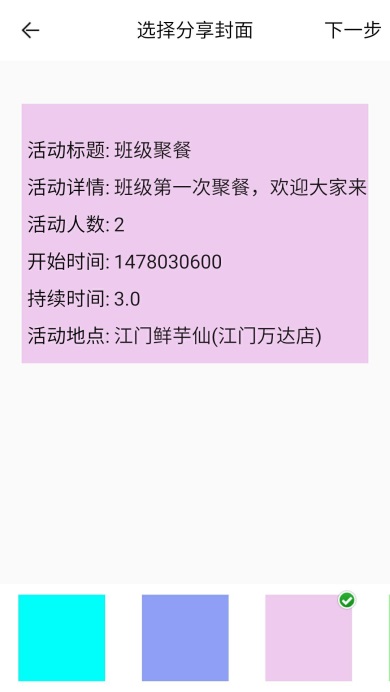 选择分享封面 下一步
活动标题: 班级聚餐
活动详情: 班级第一次聚餐，欢迎大家来
活动人数: 2
开始时间: 1478030600
持续时间: 3.0
活动地点: 江门鲜芋仙(江门万达店)